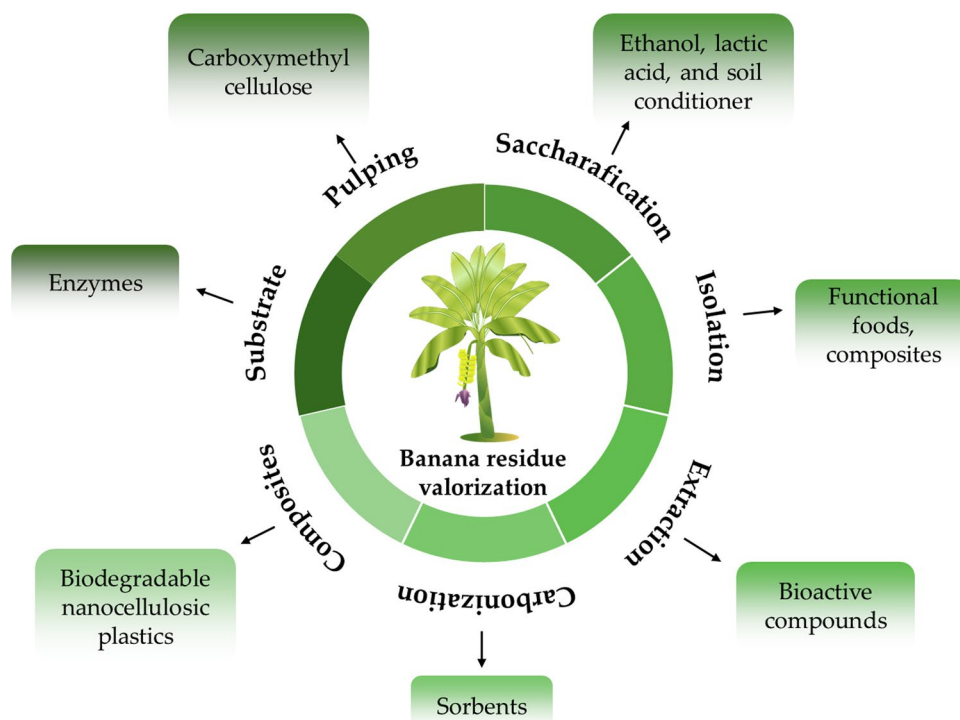 Carboxymethyl
cellulose
Ethanol, lactic
acid, and soil
conditioner
Pulping
Saccharafication
Enzymes
Substrate
Isolation
Functional
foods,
composites
Banana residue
valorization
Composites
Extraction
Biodegradable
nanocellulosic
plastics
Carbonization
Bioactive
compounds
Sorbents